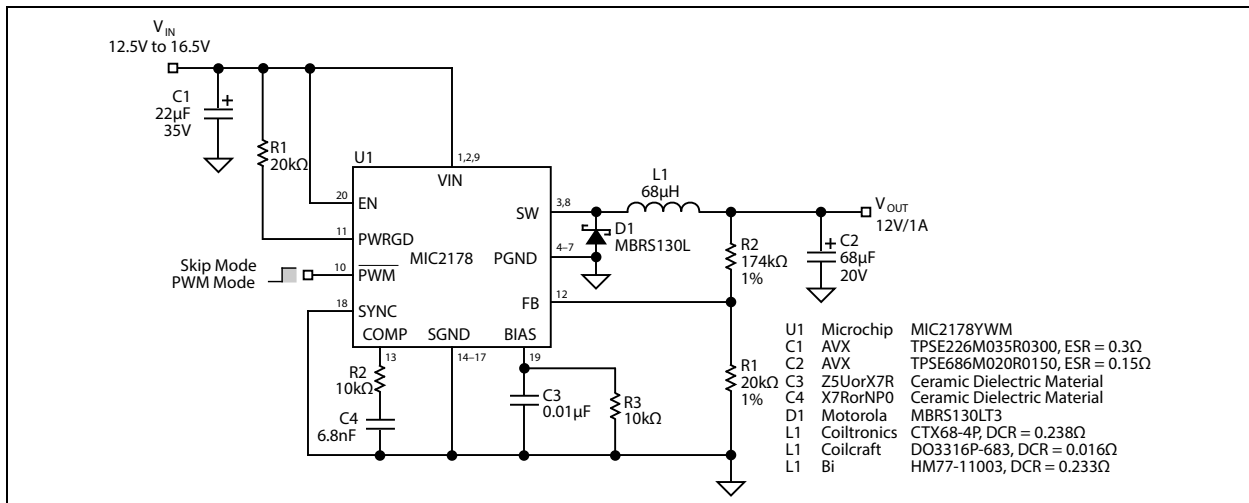 VIN
12.5V to 16.5V
C1
22µF
35V
+
R1
20kΩ
U1
1,2,9
VIN
20
EN
11
PWRGD
MIC2178
10
PWM
Skip Mode
PWM Mode
18
SYNC
COMP
SGND
BIAS
13
14–17
19
3,8
SW
4–7
PGND
12
FB
L1
68µH
D1
MBRS130L
VOUT
12V/1A
R2
174kΩ
1%
+
C2
68µF
20V
R1
20kΩ
1%
R2
10kΩ
C4
6.8nF
C3
0.01µF
R3
10kΩ
U1 Microchip MIC2178YWM
C1 AVX TPSE226M035R0300, ESR = 0.3Ω
C2 AVX TPSE686M020R0150, ESR = 0.15Ω
C3 Z5UorX7R Ceramic Dielectric Material
C4 X7RorNP0 Ceramic Dielectric Material
D1 Motorola MBRS130LT3
L1 Coiltronics CTX68-4P, DCR = 0.238Ω
L1 Coilcraft DO3316P-683, DCR = 0.016Ω
L1 Bi HM77-11003, DCR = 0.233Ω